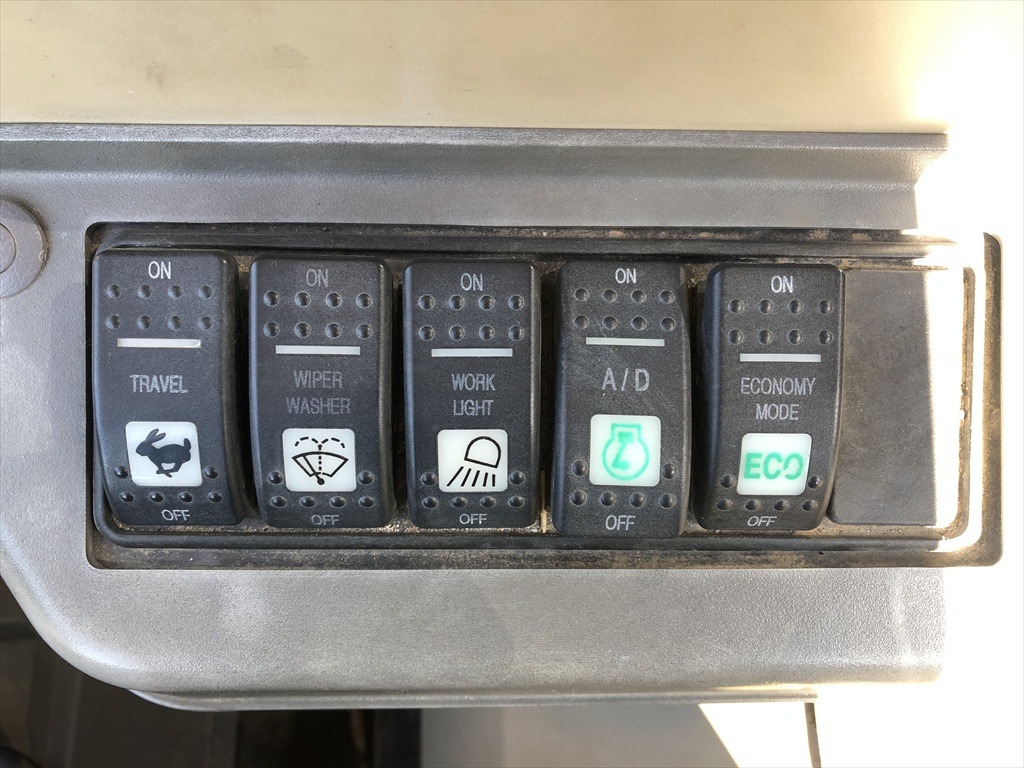 ON
TRAVEL
OFF
ON
WIPER
WASHER
OFF
ON
WORK
LIGHT
OFF
ON
A/D
OFF
ON
ECONOMY
MODE
ECO
OFF